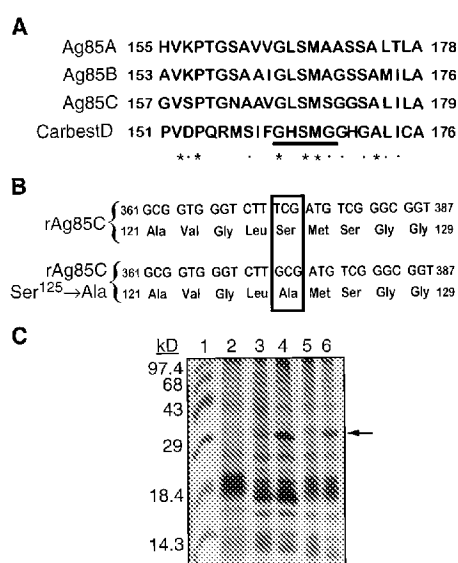 A
Ag85A 155 HVKPTGSAVVGLSMAASSALTLA 178
Ag85B 153 AVKPTGSAAIGLSMAGSSAMILA 176
Ag85C 157 GVSPTGNAAVGLSMSGGSALILA 179
CarbestD 151 PVDPQRMSIFGHSMGGHGALICA 176
* * . * ** . . * . .
B
rAg85C { 361 GCG GTG GGT CTT TCG ATG TCG GGC GGT 387
121 Ala Val Gly Leu Ser Met Ser Gly Gly 129
rAg85C { 361 GCG GTG GGT CTT GCG ATG TCG GGC GGT 387
Ser125→Ala 121 Ala Val Gly Leu Ala Met Ser Gly Gly 129
C
kD 1 2 3 4 5 6
97.4
68
43
29
18.4
14.3